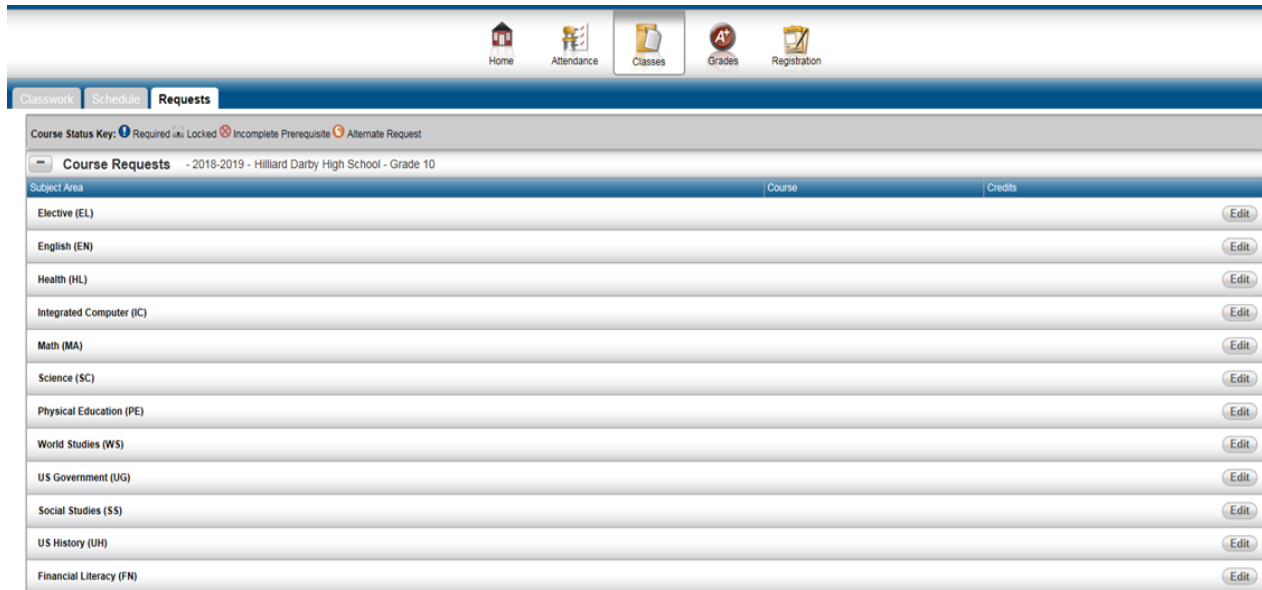 Home Attendance Classes Grades Registration
Classwork Schedule Requests
Course Status Key: Required Locked Incomplete Prerequisite Alternate Request
Course Requests - 2018-2019 - Hilliard Darby High School - Grade 10
Subject Area Course Credits
Elective (EL) Edit
English (EN) Edit
Health (HL) Edit
Integrated Computer (IC) Edit
Math (MA) Edit
Science (SC) Edit
Physical Education (PE) Edit
World Studies (WS) Edit
US Government (UG) Edit
Social Studies (SS) Edit
US History (UH) Edit
Financial Literacy (FN) Edit